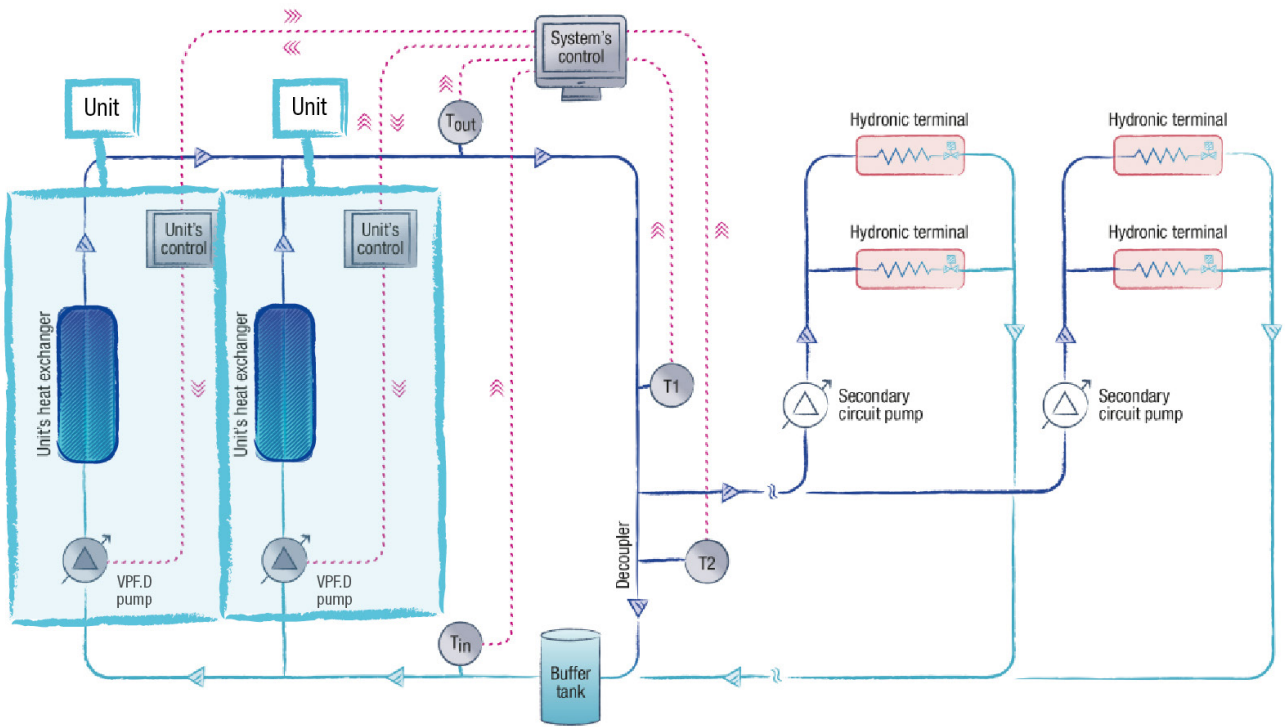 System's
control
Unit
Unit
Tout
Hydronic terminal
Hydronic terminal
Unit's
control
Unit's
control
Hydronic terminal
Hydronic terminal
Unit's heat exchanger
Unit's heat exchanger
T1
Secondary
circuit pump
Secondary
circuit pump
Decoupler
T2
VPF.D
pump
VPF.D
pump
Tin
Buffer
tank